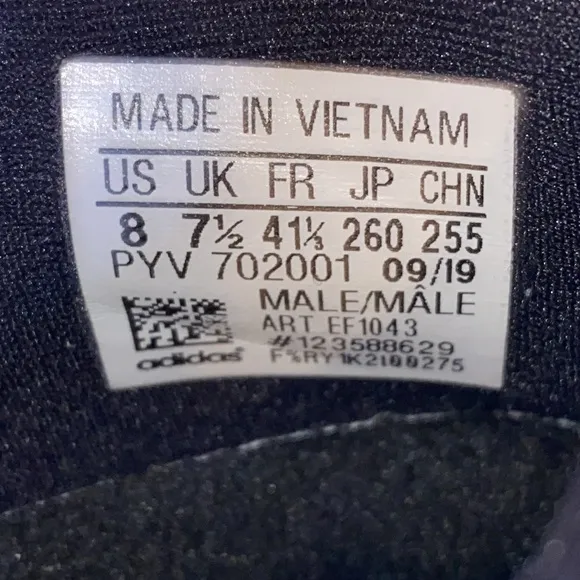 MADE IN VIETNAM
US UK FR JP CHN
8 7½ 41⅓ 260 255
PYV 702001 09/19
MALE/MÂLE
ART EF1043
#123588629
F%RY1K2100275
adidas